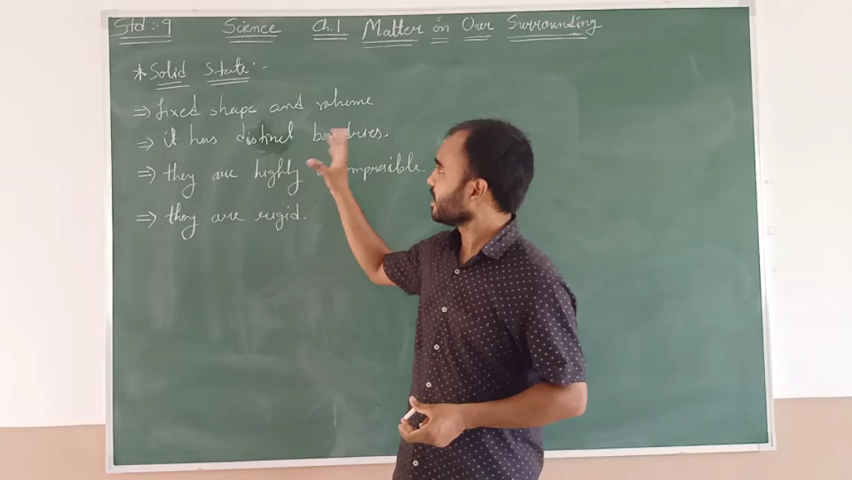 Std :- 9 Science Ch.1 Matter in Our Surrounding
* Solid State :-
⇒ fixed shape and volume
⇒ it has distinct
⇒ they are highly
⇒ they are rigid.